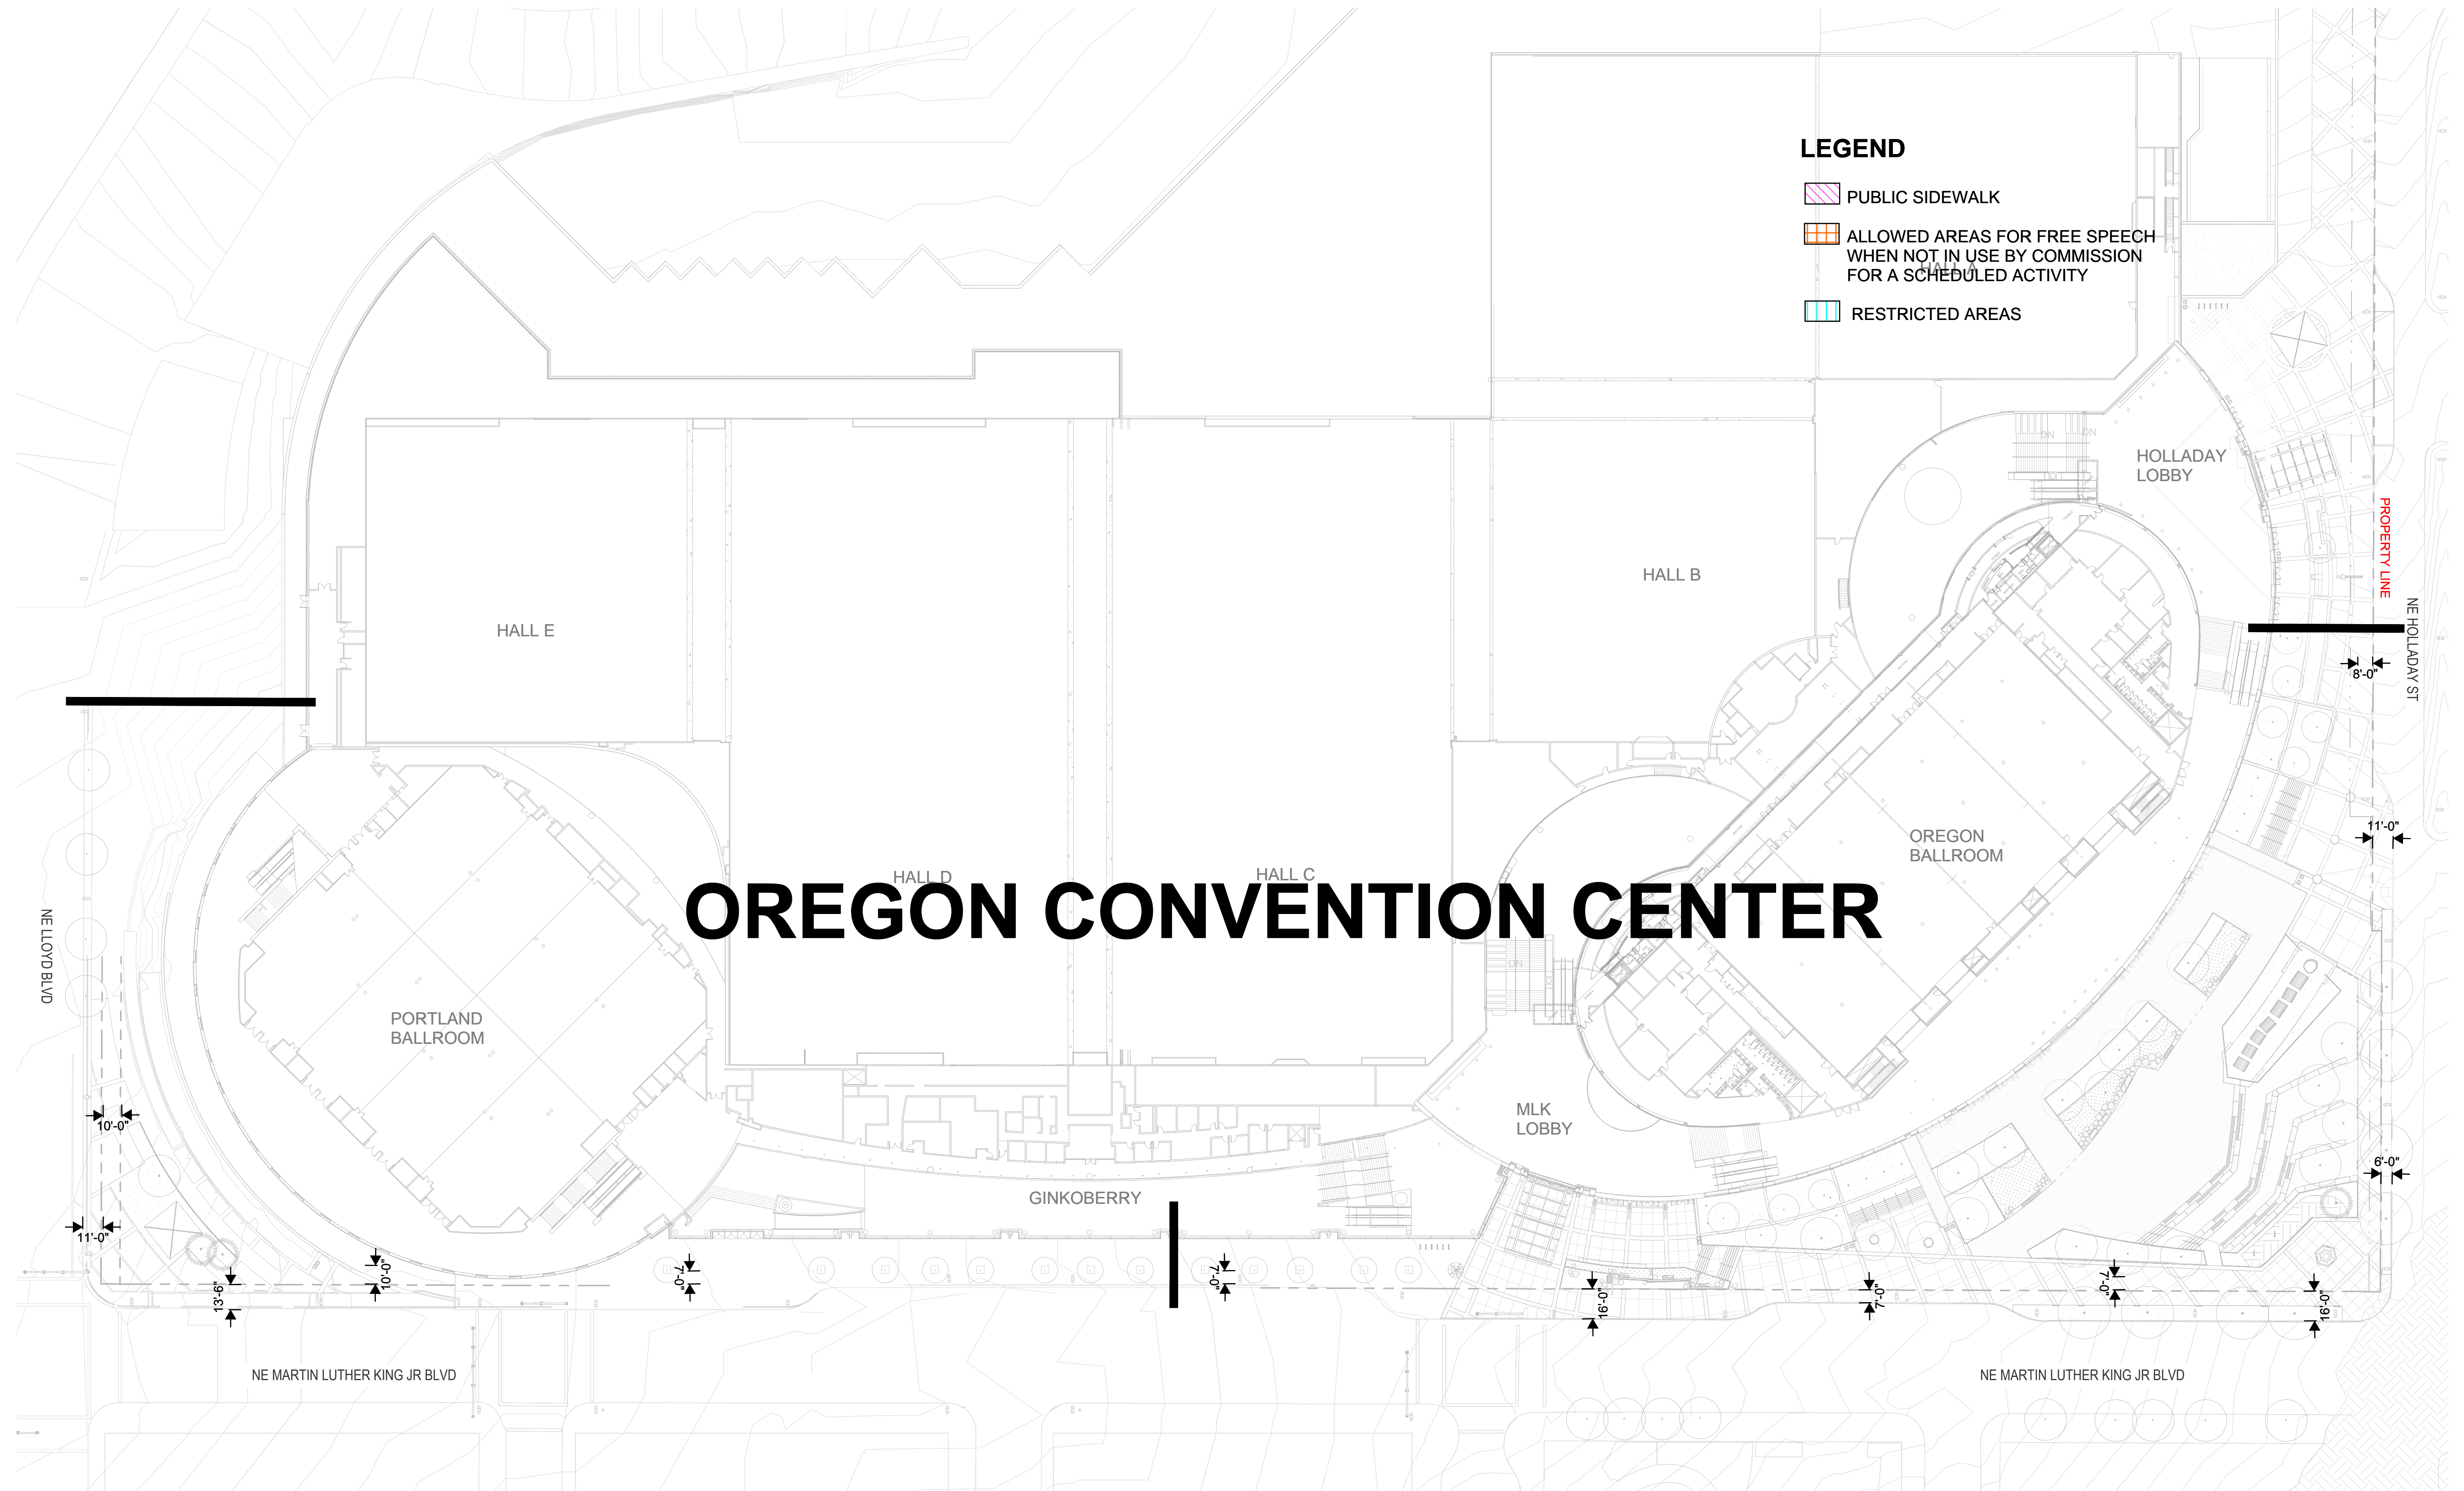 LEGEND
PUBLIC SIDEWALK
ALLOWED AREAS FOR FREE SPEECH
WHEN NOT IN USE BY COMMISSION
FOR A SCHEDULED ACTIVITY
HALL A
RESTRICTED AREAS
DN
DN
HOLLADAY
LOBBY
PROPERTY LINE
NE HOLLADAY ST
HALL B
HALL E
8'-0"
11'-0"
OREGON
BALLROOM
HALL D
HALL C
OREGON CONVENTION CENTER
NE LLOYD BLVD
DN
PORTLAND
BALLROOM
MLK
LOBBY
10'-0"
6'-0"
GINKOBERRY
11'-0"
13'-6"
10'-0"
7'-0"
7'-0"
16'-0"
7'-0"
7'-0"
16'-0"
NE MARTIN LUTHER KING JR BLVD
NE MARTIN LUTHER KING JR BLVD